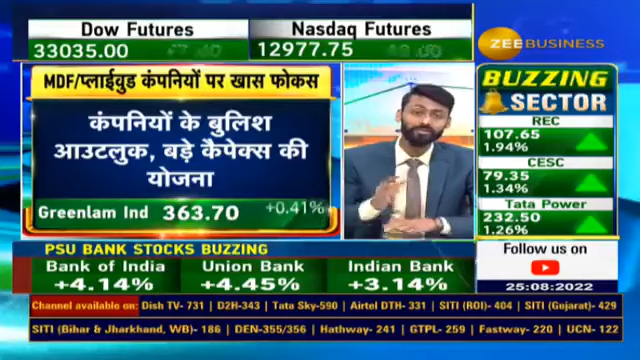 Dow Futures
33035.00
Nasdaq Futures
12977.75
ZEEBUSINESS
MDF/प्लाईवुड कंपनियों पर खास फोकस
कंपनियों के बुलिश
आउटलुक, बड़े कैपेक्स की
योजना
Greenlam Ind 363.70 +0.41%
BUZZING
SECTOR
REC
107.65
1.94%
CESC
79.35
1.34%
Tata Power
232.50
1.26%
PSU BANK STOCKS BUZZING
Bank of India
+4.14%
Union Bank
+4.45%
Indian Bank
+3.14%
Follow us on
25:08:2022
Channel available on: Dish TV- 731 | D2H-343 | Tata Sky-590 | Airtel DTH- 331 | SITI (ROI)- 404 | SITI (Gujarat)- 429
SITI (Bihar & Jharkhand, WB)- 186 | DEN-355/356 | Hathway- 241 | GTPL- 259 | Fastway- 220 | UCN- 122